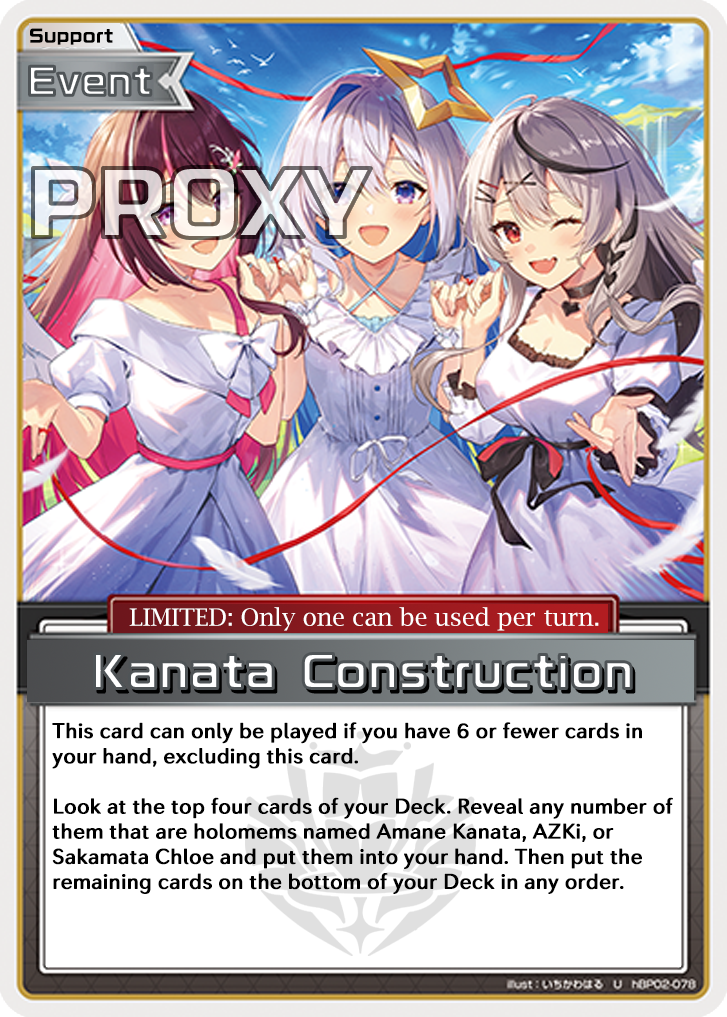 Support
Event
PROXY
LIMITED: Only one can be used per turn.
Kanata Construction
This card can only be played if you have 6 or fewer cards in
your hand, excluding this card.
Look at the top four cards of your Deck. Reveal any number of
them that are holomems named Amane Kanata, AZKi, or
Sakamata Chloe and put them into your hand. Then put the
remaining cards on the bottom of your Deck in any order.
illust：いちかわはる U hBP02-078